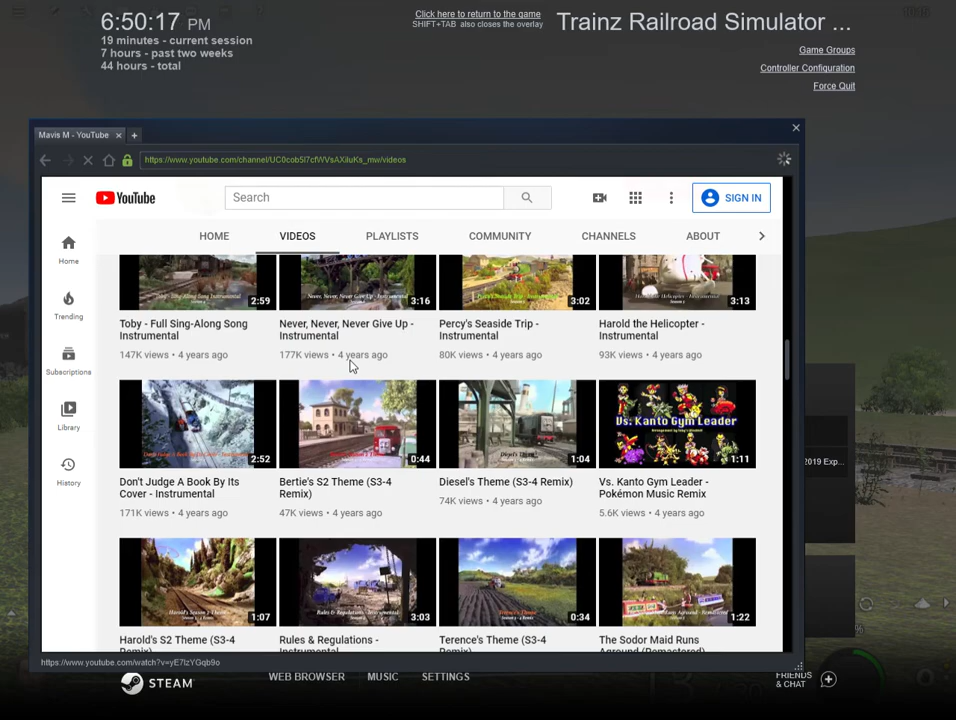 6:50:17 PM
19 minutes - current session
7 hours - past two weeks
44 hours - total
Click here to return to the game
SHIFT+TAB also closes the overlay
Trainz Railroad Simulator ...
Game Groups
Controller Configuration
Force Quit
Mavis M - YouTube
YouTube
Search
SIGN IN
HOME VIDEOS PLAYLISTS COMMUNITY CHANNELS ABOUT
Home
Trending
Subscriptions
Library
History
2:59 3:16 3:02 3:13
Toby - Full Sing-Along Song Instrumental
147K views • 4 years ago
Never, Never, Never Give Up - Instrumental
177K views • 4 years ago
Percy's Seaside Trip - Instrumental
80K views • 4 years ago
Harold the Helicopter - Instrumental
93K views • 4 years ago
Vs: Kanto Gym Leader
2:52 0:44 1:04 1:11
Don't Judge A Book By Its Cover - Instrumental
171K views • 4 years ago
Bertie's S2 Theme (S3-4 Remix)
47K views • 4 years ago
Diesel's Theme (S3-4 Remix)
74K views • 4 years ago
Vs. Kanto Gym Leader - Pokémon Music Remix
5.6K views • 4 years ago
1:07 3:03 0:34 1:22
Harold's S2 Theme (S3-4
Rules & Regulations - Instrumental
Terence's Theme (S3-4
The Sodor Maid Runs Aground (Remastered)
2019 Exp...
STEAM
WEB BROWSER MUSIC SETTINGS
FRIENDS & CHAT